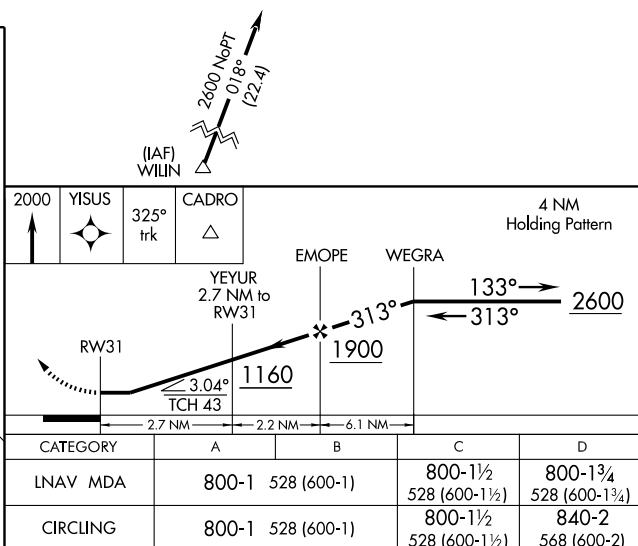 2600 NoPT
018°
(22.4)
(IAF)
WILIN
2000 YISUS 325° trk CADRO
4 NM
Holding Pattern
EMOPE WEGRA
YEYUR
2.7 NM to
RW31
133°
313°
2600
313°
RW31
1900
1160
3.04°
TCH 43
2.7 NM 2.2 NM 6.1 NM
CATEGORY A B C D
LNAV MDA 800-1 528 (600-1) 800-1½ 528 (600-1½) 800-1¾ 528 (600-1¾)
CIRCLING 800-1 528 (600-1) 800-1½ 528 (600-1½) 840-2 568 (600-2)